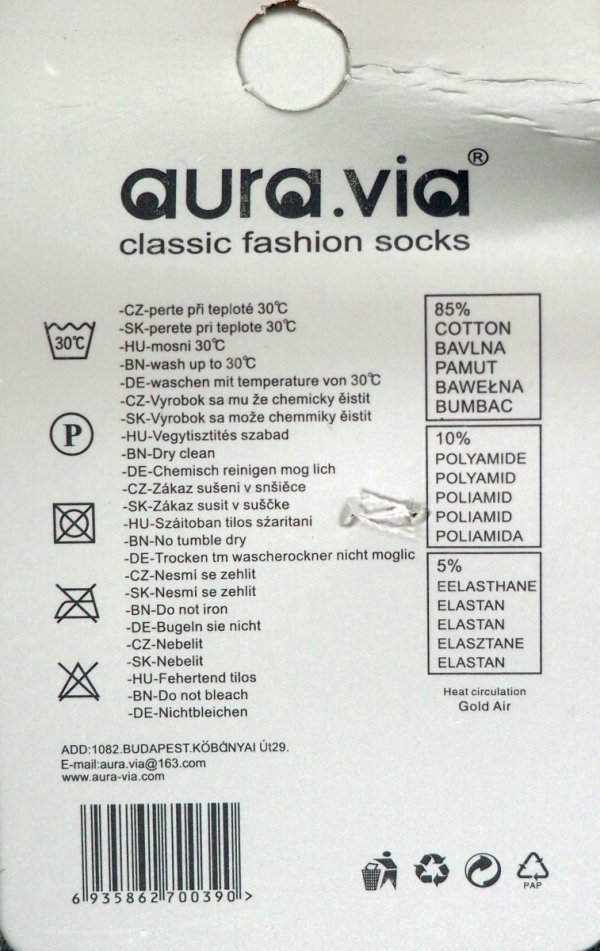 aura.via®
classic fashion socks
30℃
-CZ-perte při teploté 30℃
-SK-perete pri teplote 30℃
-HU-mosni 30℃
-BN-wash up to 30℃
-DE-waschen mit temperature von 30℃
P
-CZ-Vyrobok sa mu že chemicky ěistit
-SK-Vyrobok sa može chemmiky ěistit
-HU-Vegytisztités szabad
-BN-Dry clean
-DE-Chemisch reinigen mog lich
-CZ-Zákaz sušeni v snšiěce
-SK-Zákaz susit v suščke
-HU-Száitoban tilos sźaritani
-BN-No tumble dry
-DE-Trocken tm wascherockner nicht moglic
-CZ-Nesmí se zehlit
-SK-Nesmí se zehlit
-BN-Do not iron
-DE-Bugeln sie nicht
-CZ-Nebelit
-SK-Nebelit
-HU-Fehertend tilos
-BN-Do not bleach
-DE-Nichtbleichen
85%
COTTON
BAVLNA
PAMUT
BAWEŁNA
BUMBAC
10%
POLYAMIDE
POLYAMID
POLIAMID
POLIAMID
POLIAMIDA
5%
EELASTHANE
ELASTAN
ELASTAN
ELASZTANE
ELASTAN
Heat circulation
Gold Air
ADD:1082.BUDAPEST.KÖBÁNYAI Út29.
E-mail:aura.via@163.com
www.aura-via.com
6 935862 700390 >
PAP